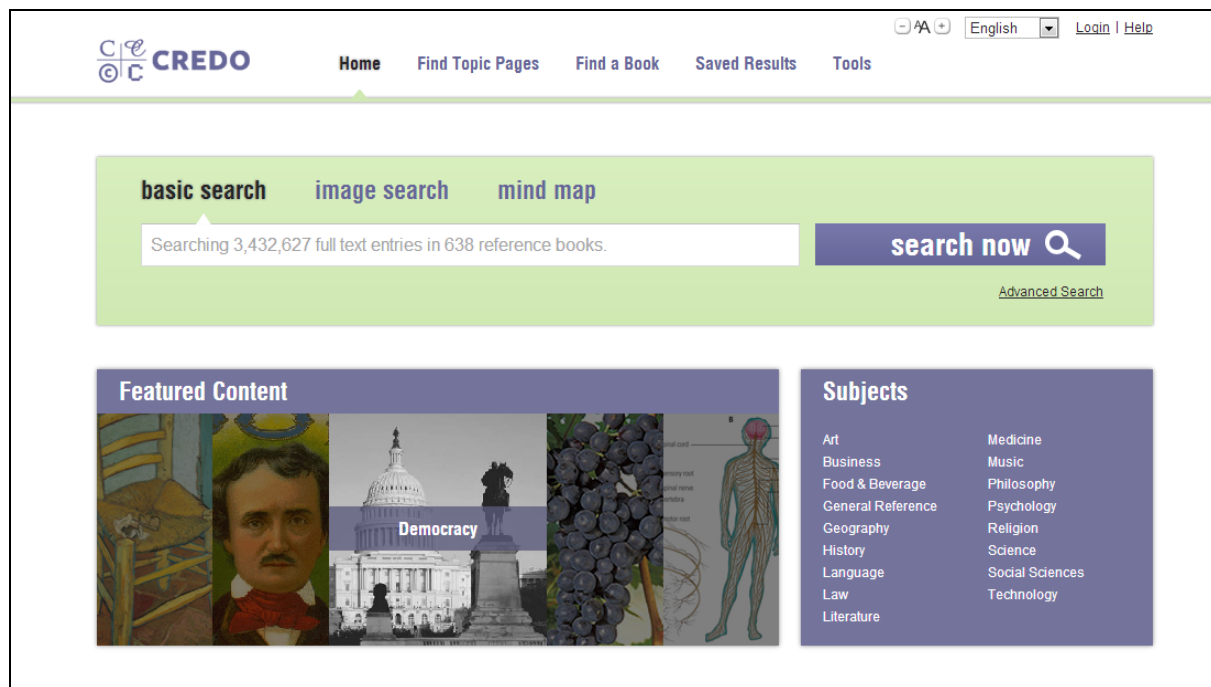 - AA + English Login | Help
C C © C CREDO
Home Find Topic Pages Find a Book Saved Results Tools
basic search image search mind map
Searching 3,432,627 full text entries in 638 reference books.
search now
Advanced Search
Featured Content
B
Democracy
Subjects
Art
Business
Food & Beverage
General Reference
Geography
History
Language
Law
Literature
Medicine
Music
Philosophy
Psychology
Religion
Science
Social Sciences
Technology